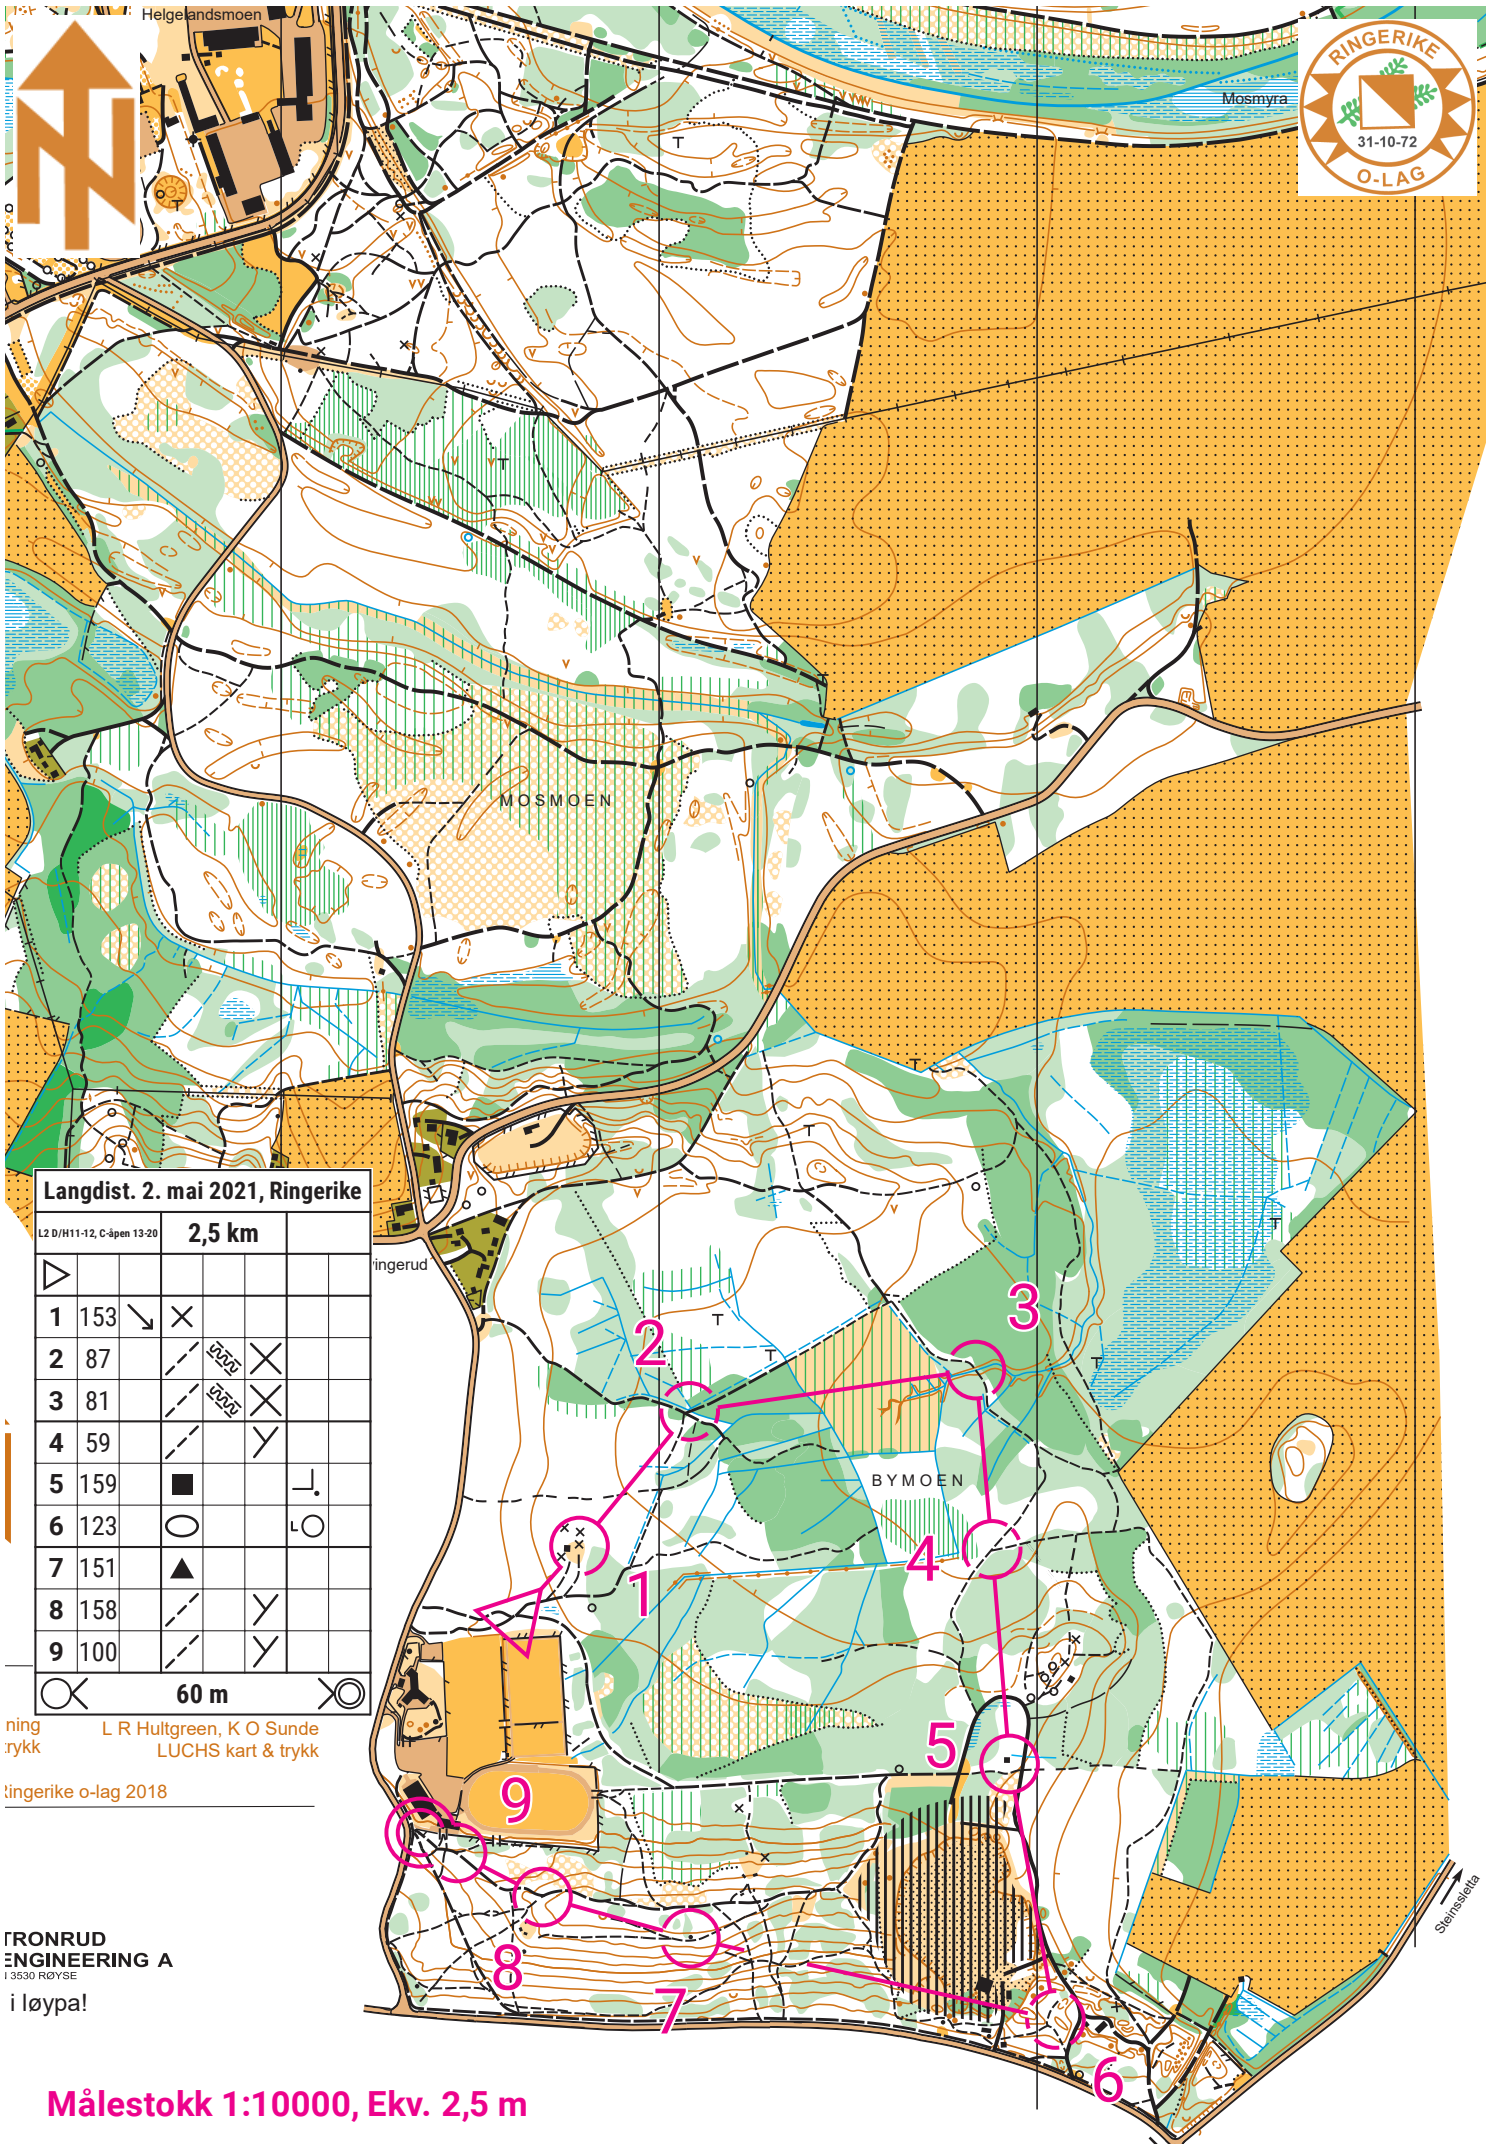 Helgelandsmoen
Mosmyra
RINGERIKE
31-10-72
O-LAG
N
MOSMOEN
Langdist. 2. mai 2021, Ringerike
L2 D/H11-12, C-åpen 13-20 2,5 km
1 153
2 87
3 81
4 59
5 159
6 123
7 151
8 158
9 100
60 m
ingerud
BYMOEN
1
2
3
4
5
6
7
8
9
ning L R Hultgreen, K O Sunde
trykk LUCHS kart & trykk
Ringerike o-lag 2018
Steinssletta
TRONRUD
ENGINEERING A
3530 RØYSE
i løypa!
Målestokk 1:10000, Ekv. 2,5 m